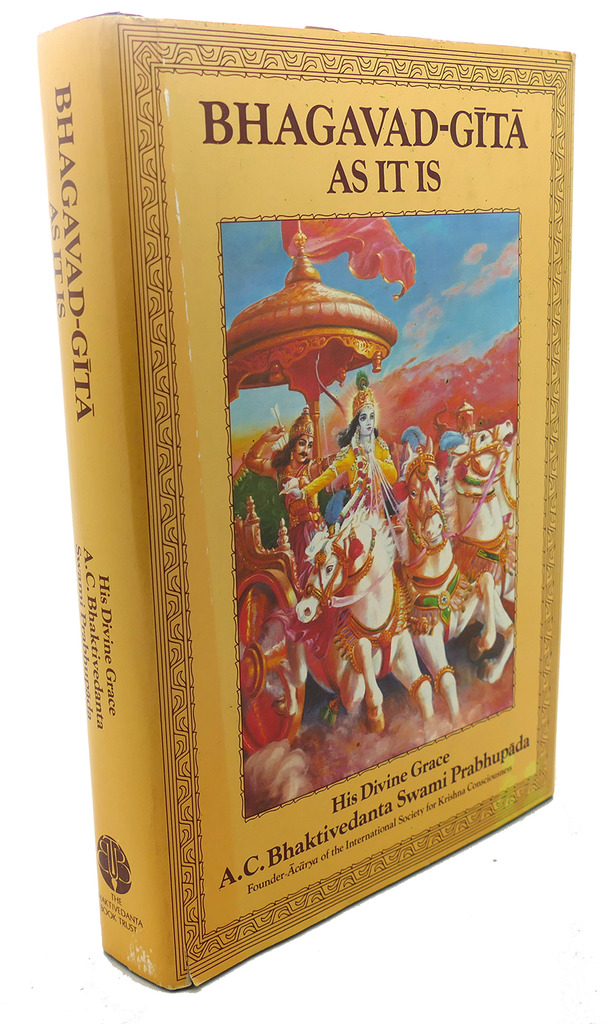 BHAGAVAD-GĪTĀ
AS IT IS
His Divine Grace
A.C. Bhaktivedanta
Swami Prabhupāda
THE
BHAKTIVEDANTA
BOOK TRUST
BHAGAVAD-GĪTĀ
AS IT IS
His Divine Grace
A.C. Bhaktivedanta Swami Prabhupāda
Founder-Ācārya of the International Society for Krishna Consciousness